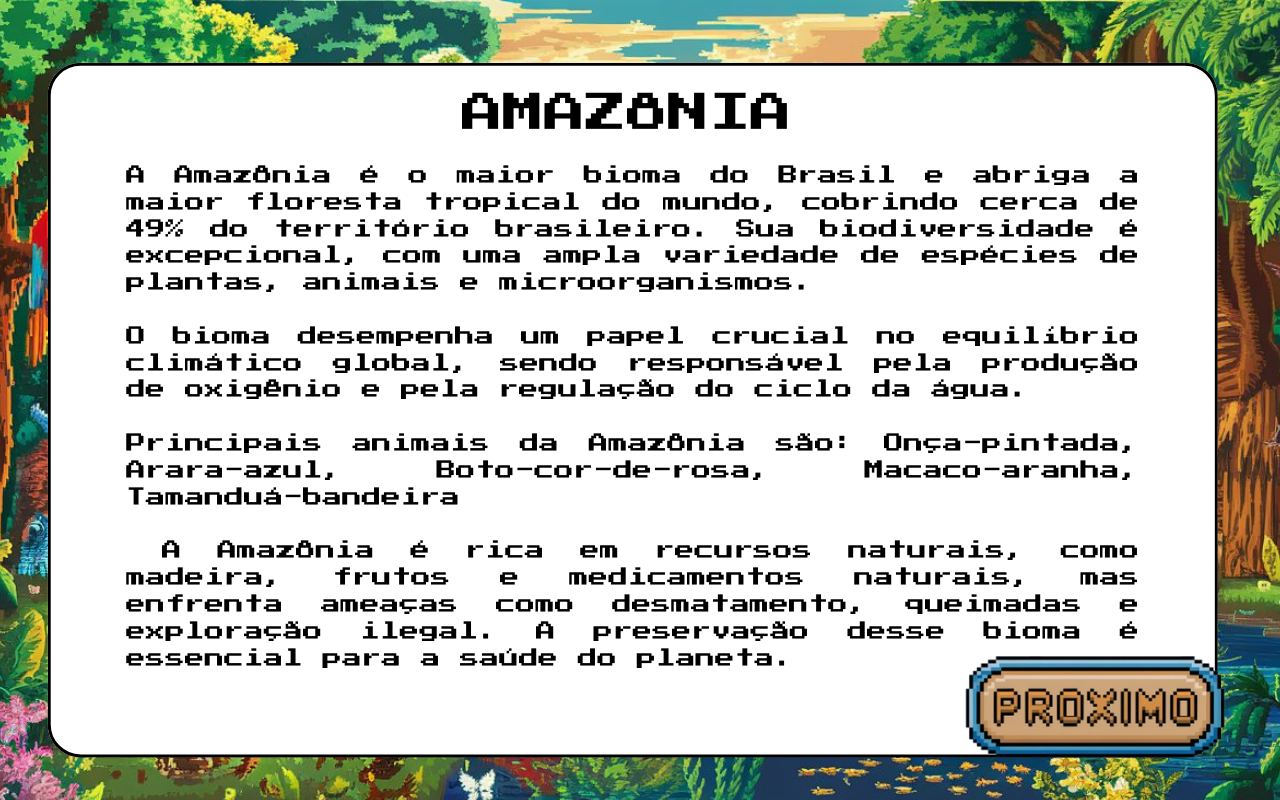 AMAZÔNIA
A Amazônia é o maior bioma do Brasil e abriga a
maior floresta tropical do mundo, cobrindo cerca de
49% do território brasileiro. Sua biodiversidade é
excepcional, com uma ampla variedade de espécies de
plantas, animais e microorganismos.
O bioma desempenha um papel crucial no equilíbrio
climático global, sendo responsável pela produção
de oxigênio e pela regulação do ciclo da água.
Principais animais da Amazônia são: Onça-pintada,
Arara-azul, Boto-cor-de-rosa, Macaco-aranha,
Tamanduá-bandeira
A Amazônia é rica em recursos naturais, como
madeira, frutos e medicamentos naturais, mas
enfrenta ameaças como desmatamento, queimadas e
exploração ilegal. A preservação desse bioma é
essencial para a saúde do planeta.
PROXIMO